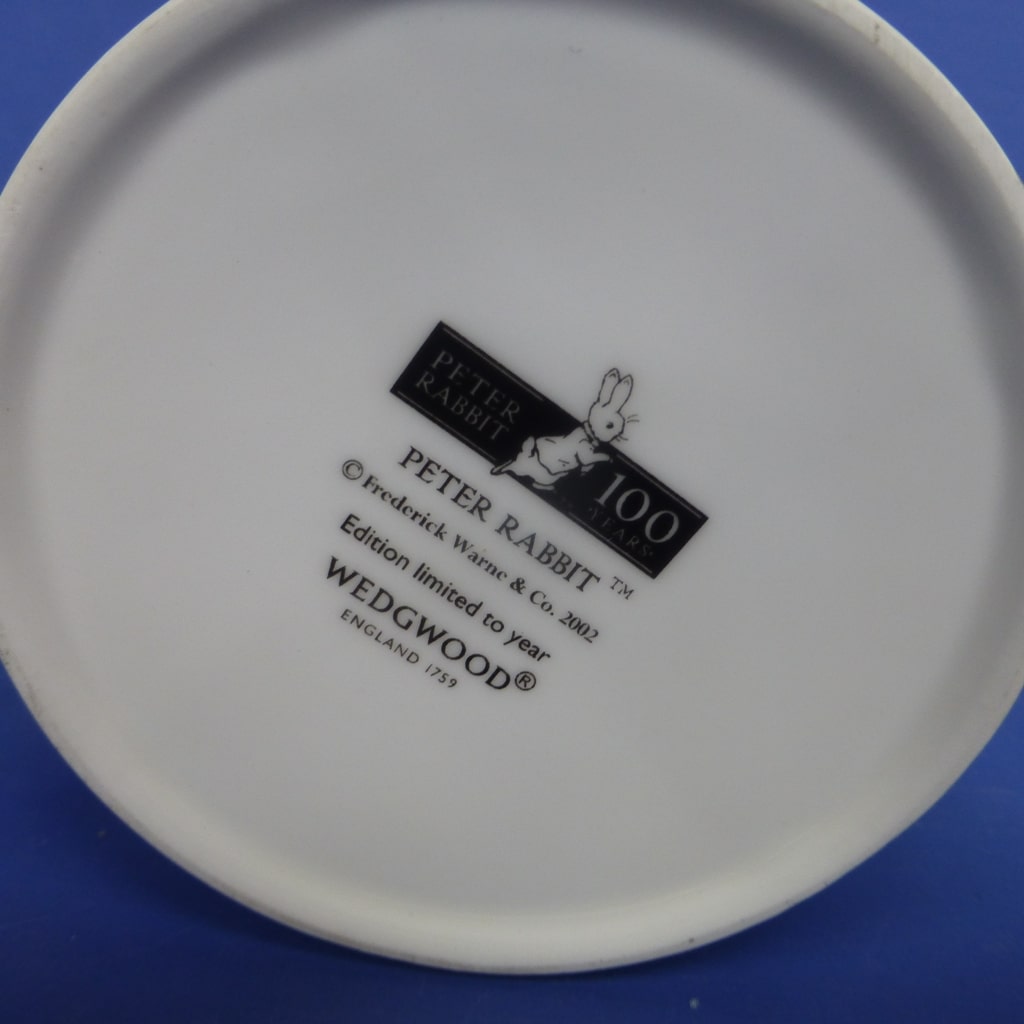 PETER
RABBIT
100
YEARS
PETER RABBIT ™
© Frederick Warne & Co. 2002
Edition limited to year
WEDGWOOD®
ENGLAND 1759